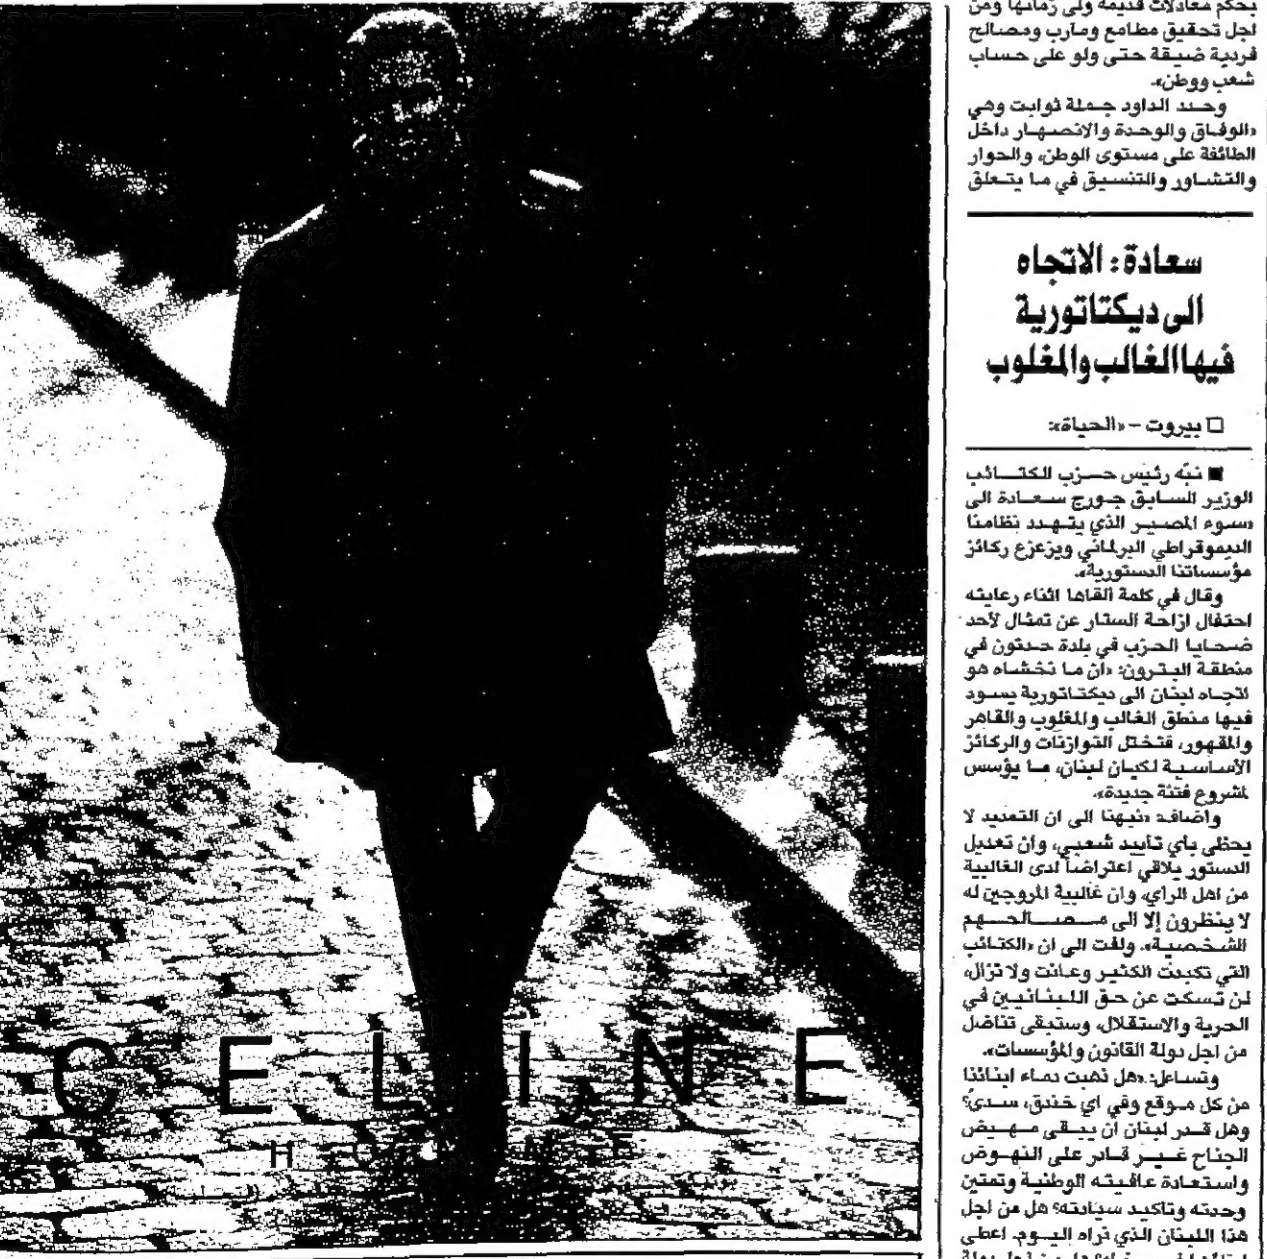 بحكم معادلات قديمة ولى زمانها ومن
اجل تحقيق مطامع ومآرب ومصالح
فردية ضيقة حتى ولو على حساب
شعب ووطن».
وحدد الداود جملة ثوابت وهي
«الوفاق والوحدة والانصهار داخل
الطائفة على مستوى الوطن، والحوار
والتشاور والتنسيق في ما يتعلق
سعادة: الاتجاه
الى ديكتاتورية
فيها الغالب والمغلوب
□ بيروت – «الحياة»:
■ نبّه رئيس حزب الكتائب
الوزير السابق جورج سعادة الى
«سوء المصير الذي يتهدد نظامنا
الديموقراطي البرلماني ويزعزع ركائز
مؤسساتنا الدستورية».
وقال في كلمة ألقاها اثناء رعايته
احتفال ازاحة الستار عن تمثال لأحد
ضحايا الحزب في بلدة حدتون في
منطقة البترون: «ان ما نخشاه هو
اتجاه لبنان الى ديكتاتورية يسود
فيها منطق الغالب والمغلوب والقاهر
والمقهور، فتختل التوازنات والركائز
الأساسية لكيان لبنان، ما يؤسس
لمشروع فتنة جديدة».
واضاف: «نبهنا الى ان التمديد لا
يحظى بأي تأييد شعبي، وان تعديل
الدستور يلاقي اعتراضاً لدى الغالبية
من اهل الرأي، وان غالبية المروجين له
لا ينظرون إلا الى مصالحهم
الشخصية». ولفت الى ان «الكتائب
التي تكبدت الكثير وعانت ولا تزال،
لن تسكت عن حق اللبنانيين في
الحرية والاستقلال، وستبقى تناضل
من اجل دولة القانون والمؤسسات».
وتساءل: «هل ذهبت دماء ابنائنا
من كل موقع وفي اي خندق، سدى؟
وهل قدر لبنان أن يبقى مهيض
الجناح غير قادر على النهوض
واستعادة عافيته الوطنية وتمتين
وحدته وتأكيد سيادته؟ هل من اجل
هذا اللبنان الذي نراه اليوم، اعطى
CELINE